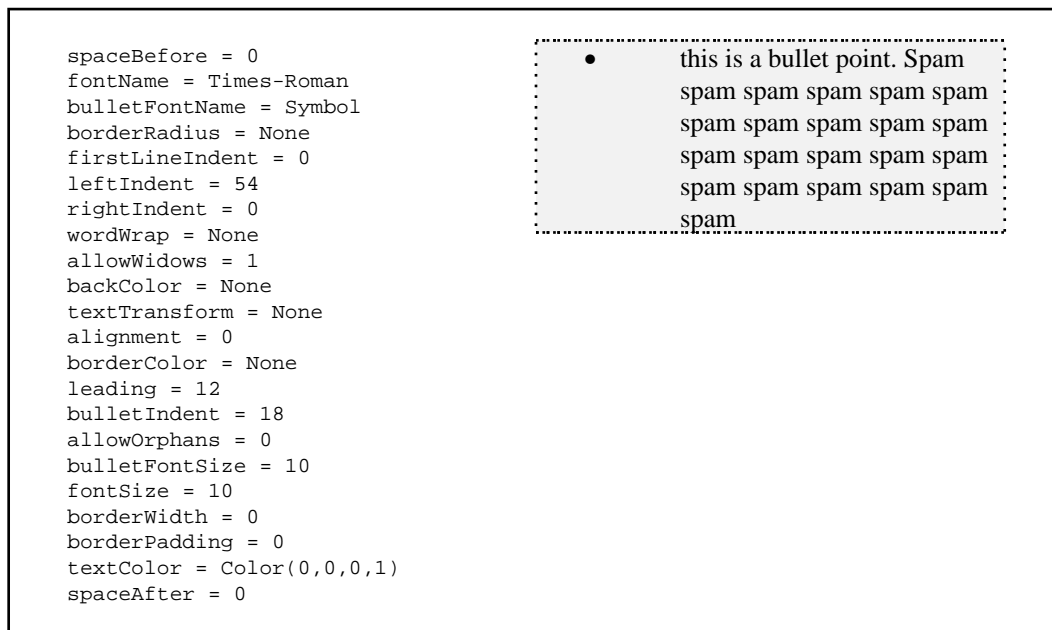 spaceBefore = 0
fontName = Times-Roman
bulletFontName = Symbol
borderRadius = None
firstLineIndent = 0
leftIndent = 54
rightIndent = 0
wordWrap = None
allowWidows = 1
backColor = None
textTransform = None
alignment = 0
borderColor = None
leading = 12
bulletIndent = 18
allowOrphans = 0
bulletFontSize = 10
fontSize = 10
borderWidth = 0
borderPadding = 0
textColor = Color(0,0,0,1)
spaceAfter = 0
• this is a bullet point. Spam
spam spam spam spam spam
spam spam spam spam spam
spam spam spam spam spam
spam spam spam spam spam
spam